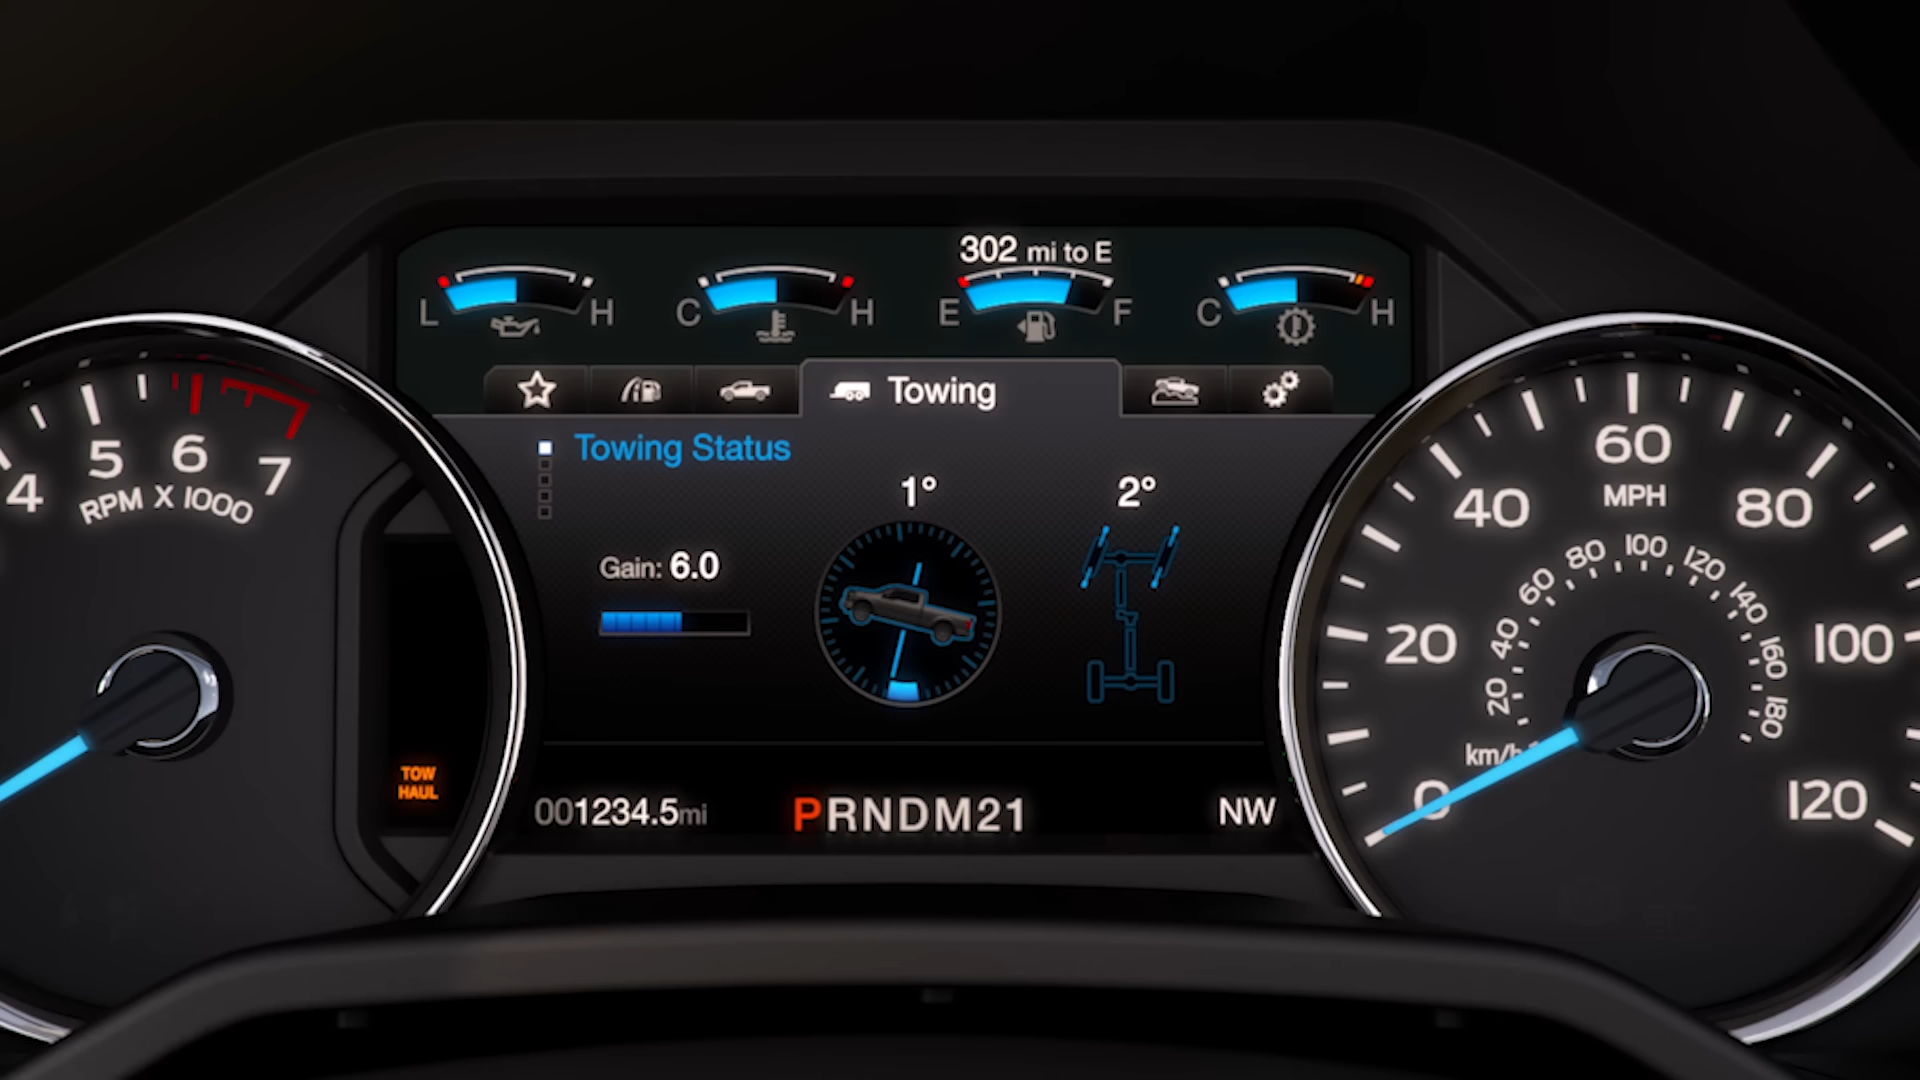 302 mi to E
L H C H E F C H
Towing
Towing Status
1° 2°
Gain: 6.0
TOW
HAUL
001234.5mi PRNDM21 NW
4 5 6 7
RPM X 1000
0 20 40 60 80 100 120
MPH
20 40 60 80 100 120 140 160 180